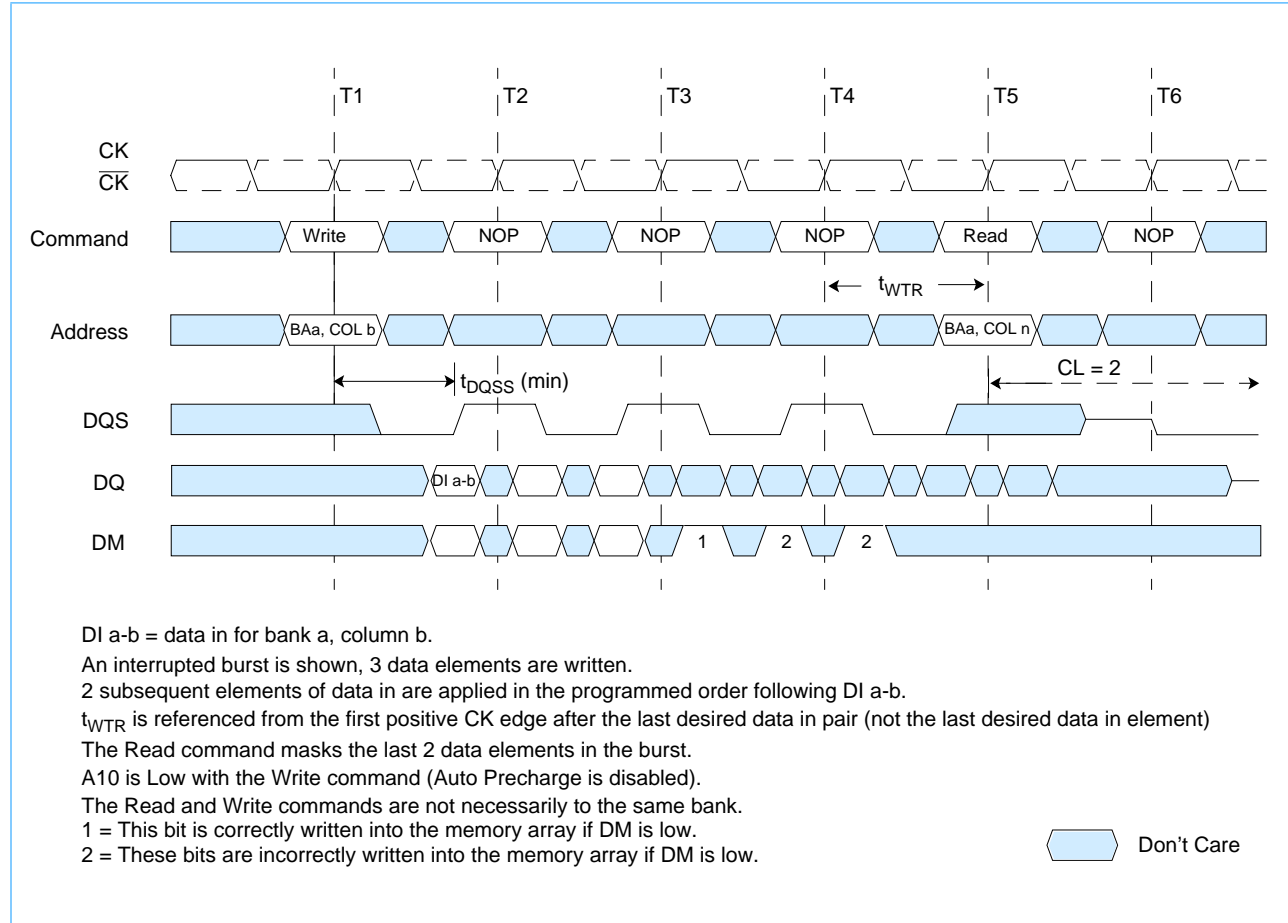 T1 T2 T3 T4 T5 T6
CK
CK
Command Write NOP NOP NOP Read NOP
tWTR
Address BAa, COL b BAa, COL n
tDQSS (min) CL = 2
DQS
DQ DI a-b
DM 1 2 2
DI a-b = data in for bank a, column b.
An interrupted burst is shown, 3 data elements are written.
2 subsequent elements of data in are applied in the programmed order following DI a-b.
tWTR is referenced from the first positive CK edge after the last desired data in pair (not the last desired data in element)
The Read command masks the last 2 data elements in the burst.
A10 is Low with the Write command (Auto Precharge is disabled).
The Read and Write commands are not necessarily to the same bank.
1 = This bit is correctly written into the memory array if DM is low.
2 = These bits are incorrectly written into the memory array if DM is low.
Don't Care